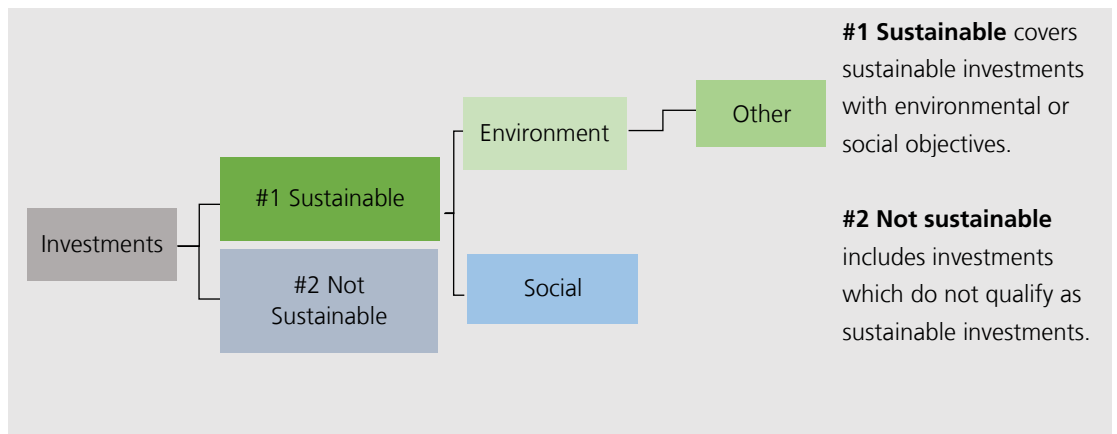 Investments
#1 Sustainable
#2 Not
Sustainable
Environment
Social
Other
#1 Sustainable covers
sustainable investments
with environmental or
social objectives.
#2 Not sustainable
includes investments
which do not qualify as
sustainable investments.